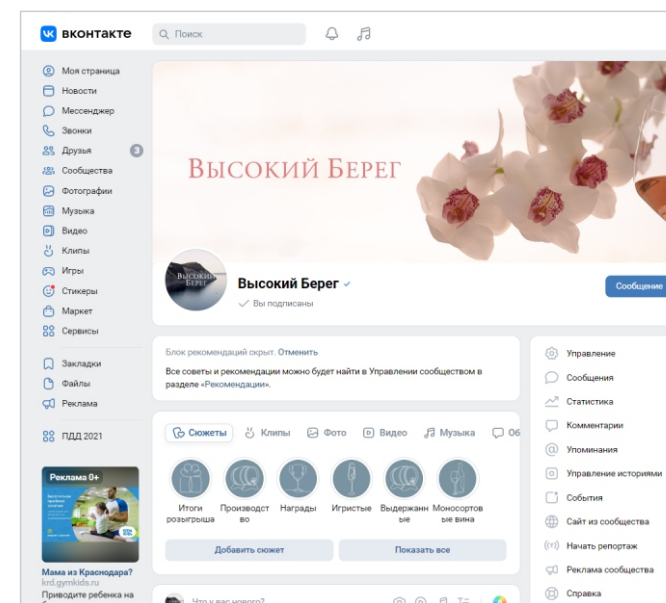 вконтакте
Поиск
Моя страница
Новости
Мессенджер
Звонки
Друзья
3
Сообщества
Фотографии
Музыка
Видео
Клипы
Игры
Стикеры
Маркет
Сервисы
Закладки
Файлы
Реклама
ПДД 2021
Реклама 0+
Мама из Краснодара?
krd.gymkids.ru
Приводите ребенка на
Высокий Берег
Высокий
Берег
Высокий Берег
Вы подписаны
Сообщение
Блок рекомендаций скрыт. Отменить
Все советы и рекомендации можно будет найти в Управлении сообществом в
разделе «Рекомендации».
Сюжеты
Клипы
Фото
Видео
Музыка
Об
Итоги
розыгрыша
Производст
во
Награды
Игристые
Выдержанн
ые
Моносортов
ые вина
Добавить сюжет
Показать все
Что у вас нового?
Управление
Сообщения
Статистика
Комментарии
Упоминания
Управление историями
События
Сайт из сообщества
Начать репортаж
Реклама сообщества
Справка